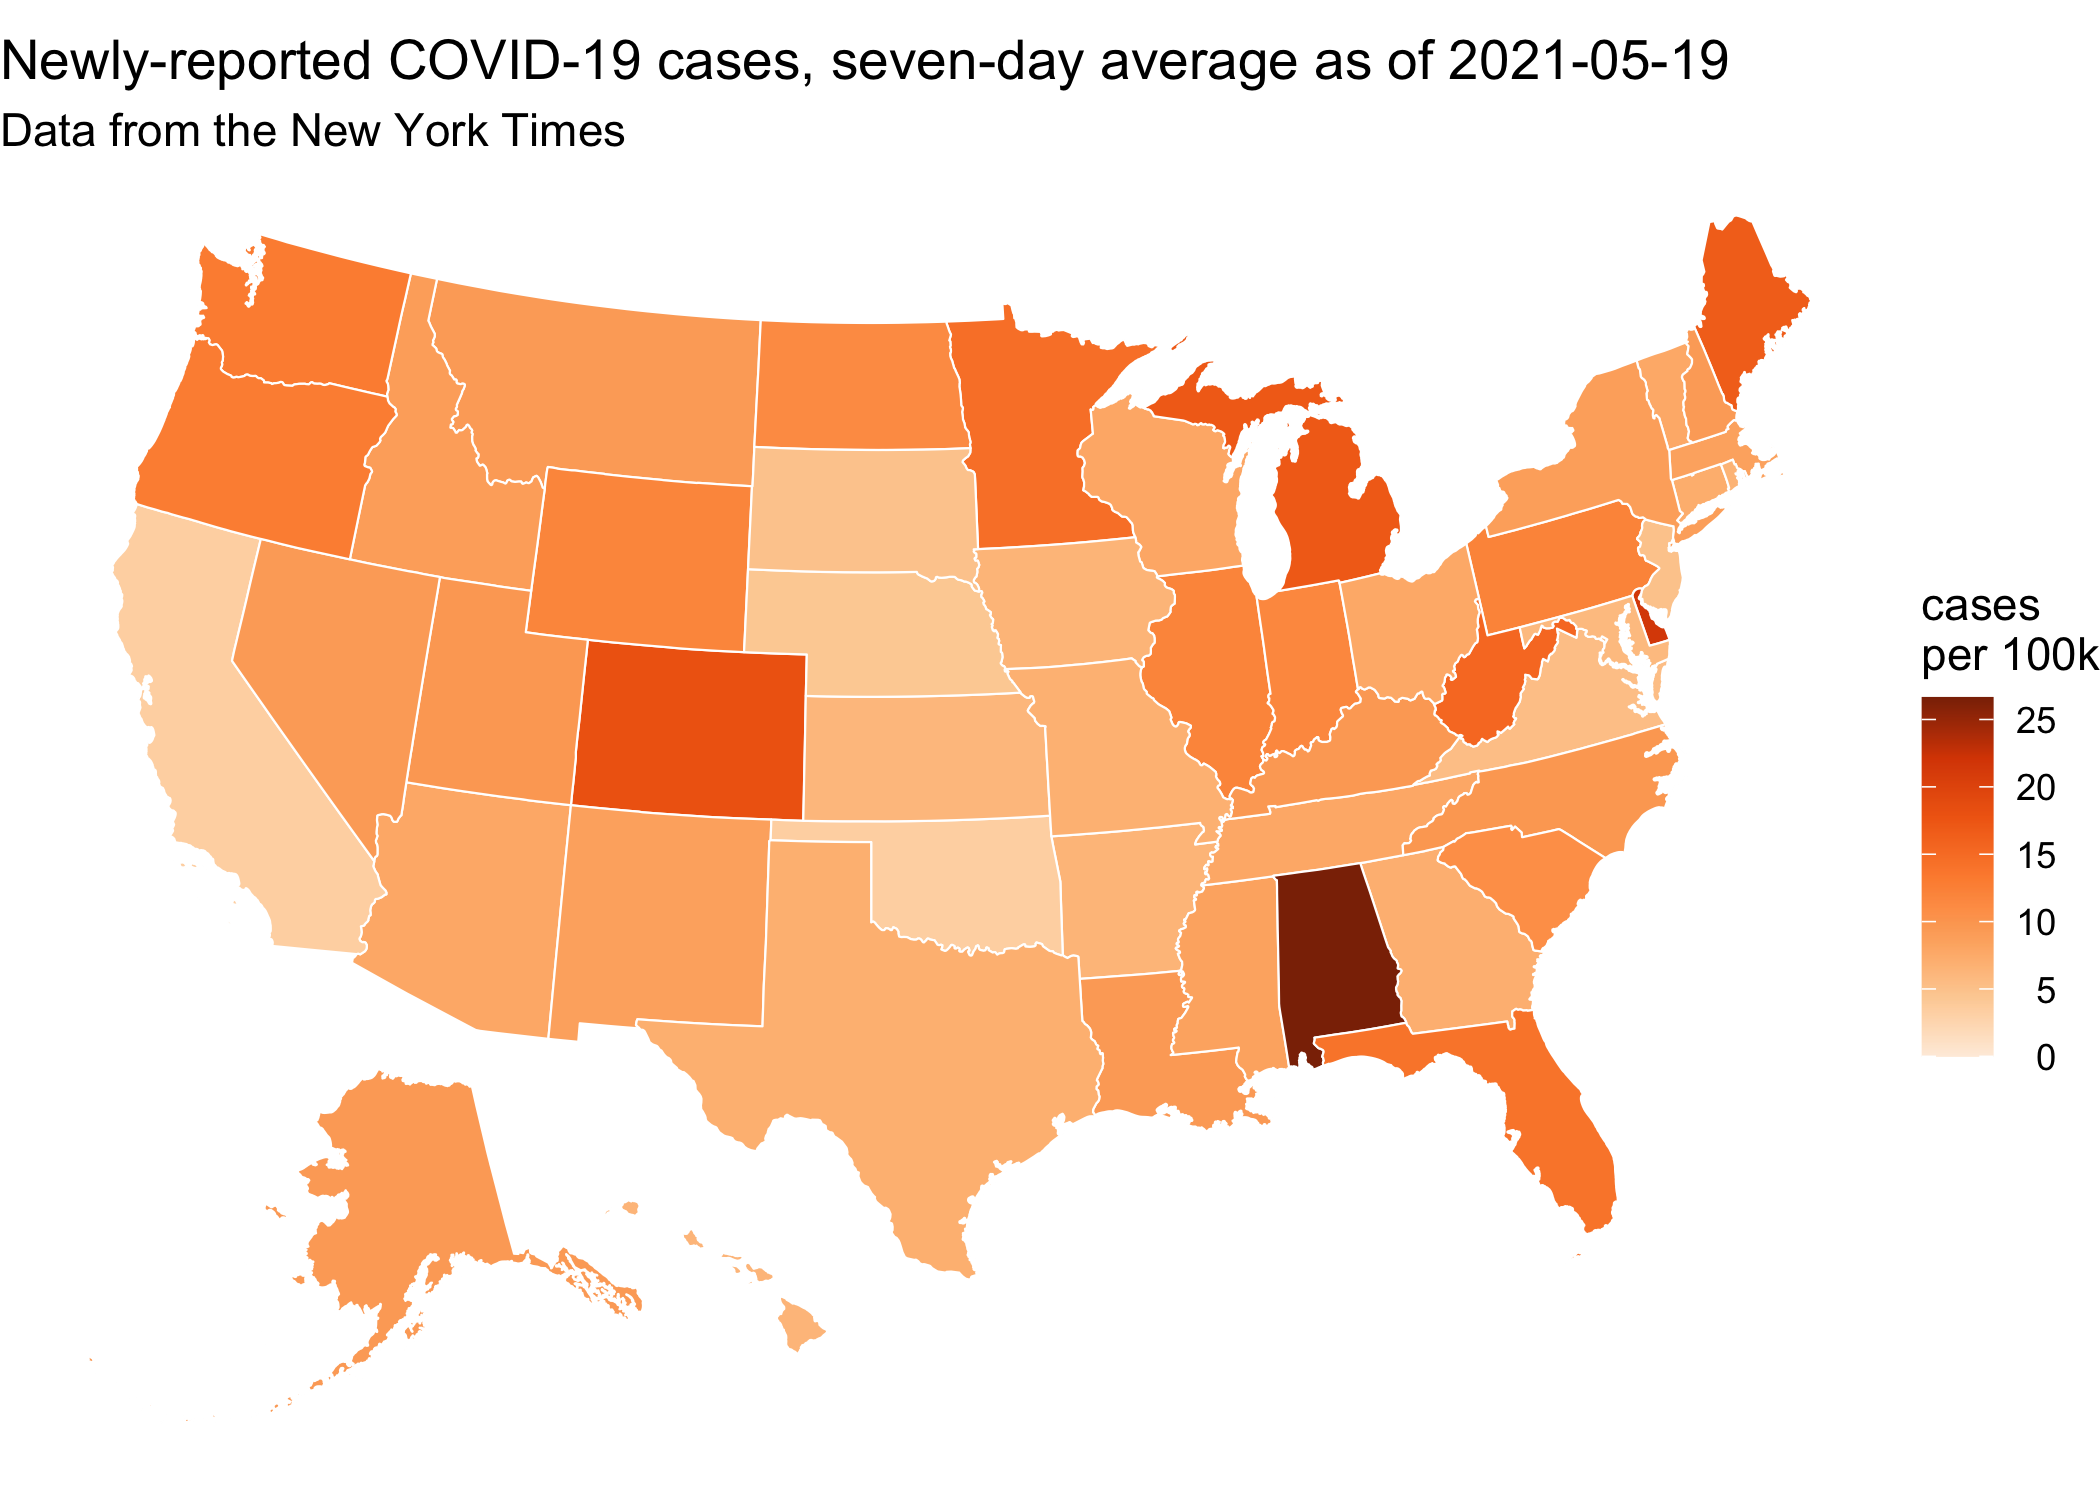 Newly-reported COVID-19 cases, seven-day average as of 2021-05-19
Data from the New York Times
cases
per 100k
25
20
15
10
5
0